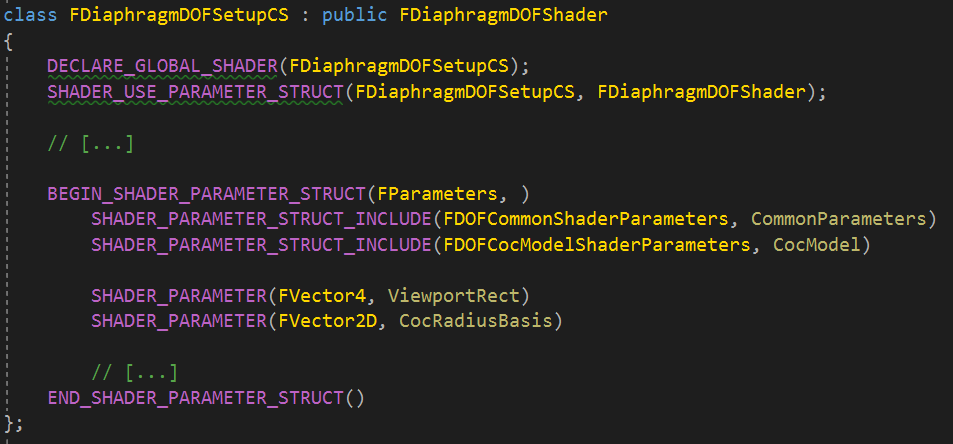 class FDiaphragmDOFSetupCS : public FDiaphragmDOFShader
{
DECLARE_GLOBAL_SHADER(FDiaphragmDOFSetupCS);
SHADER_USE_PARAMETER_STRUCT(FDiaphragmDOFSetupCS, FDiaphragmDOFShader);
// [...]
BEGIN_SHADER_PARAMETER_STRUCT(FParameters, )
SHADER_PARAMETER_STRUCT_INCLUDE(FDOFCommonShaderParameters, CommonParameters)
SHADER_PARAMETER_STRUCT_INCLUDE(FDOFCocModelShaderParameters, CocModel)
SHADER_PARAMETER(FVector4, ViewportRect)
SHADER_PARAMETER(FVector2D, CocRadiusBasis)
// [...]
END_SHADER_PARAMETER_STRUCT()
};